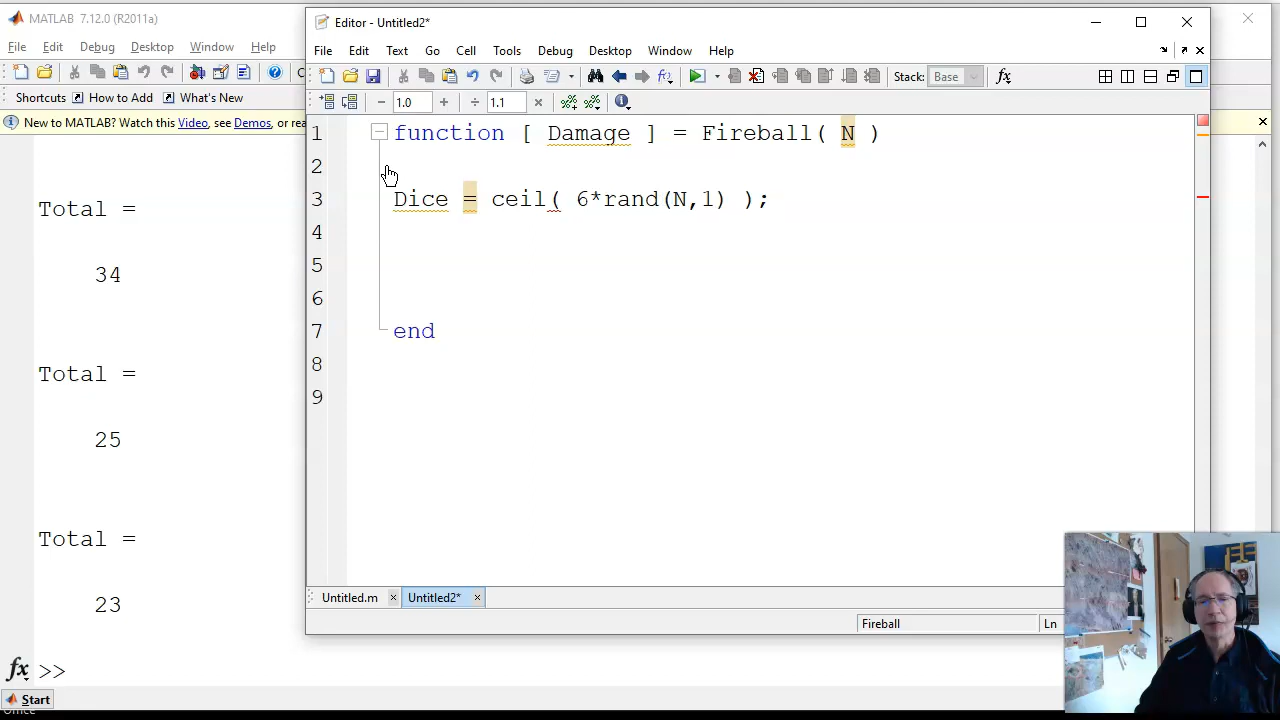 MATLAB 7.12.0 (R2011a)
File Edit Debug Desktop Window Help
Shortcuts How to Add What's New
New to MATLAB? Watch this Video, see Demos, or rea
Total =
34
Total =
25
Total =
23
fx >>
Start
Editor - Untitled2*
File Edit Text Go Cell Tools Debug Desktop Window Help
Stack: Base fx
− 1.0 + ÷ 1.1 ×
1 function [ Damage ] = Fireball( N )
2
3 Dice = ceil( 6*rand(N,1) );
4
5
6
7 end
8
9
Untitled.m × Untitled2* ×
Fireball Ln